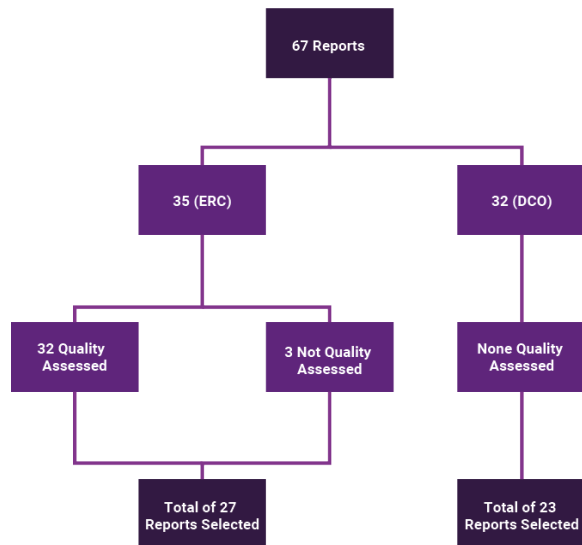 67 Reports
35 (ERC)
32 (DCO)
32 Quality
Assessed
3 Not Quality
Assessed
None Quality
Assessed
Total of 27
Reports Selected
Total of 23
Reports Selected